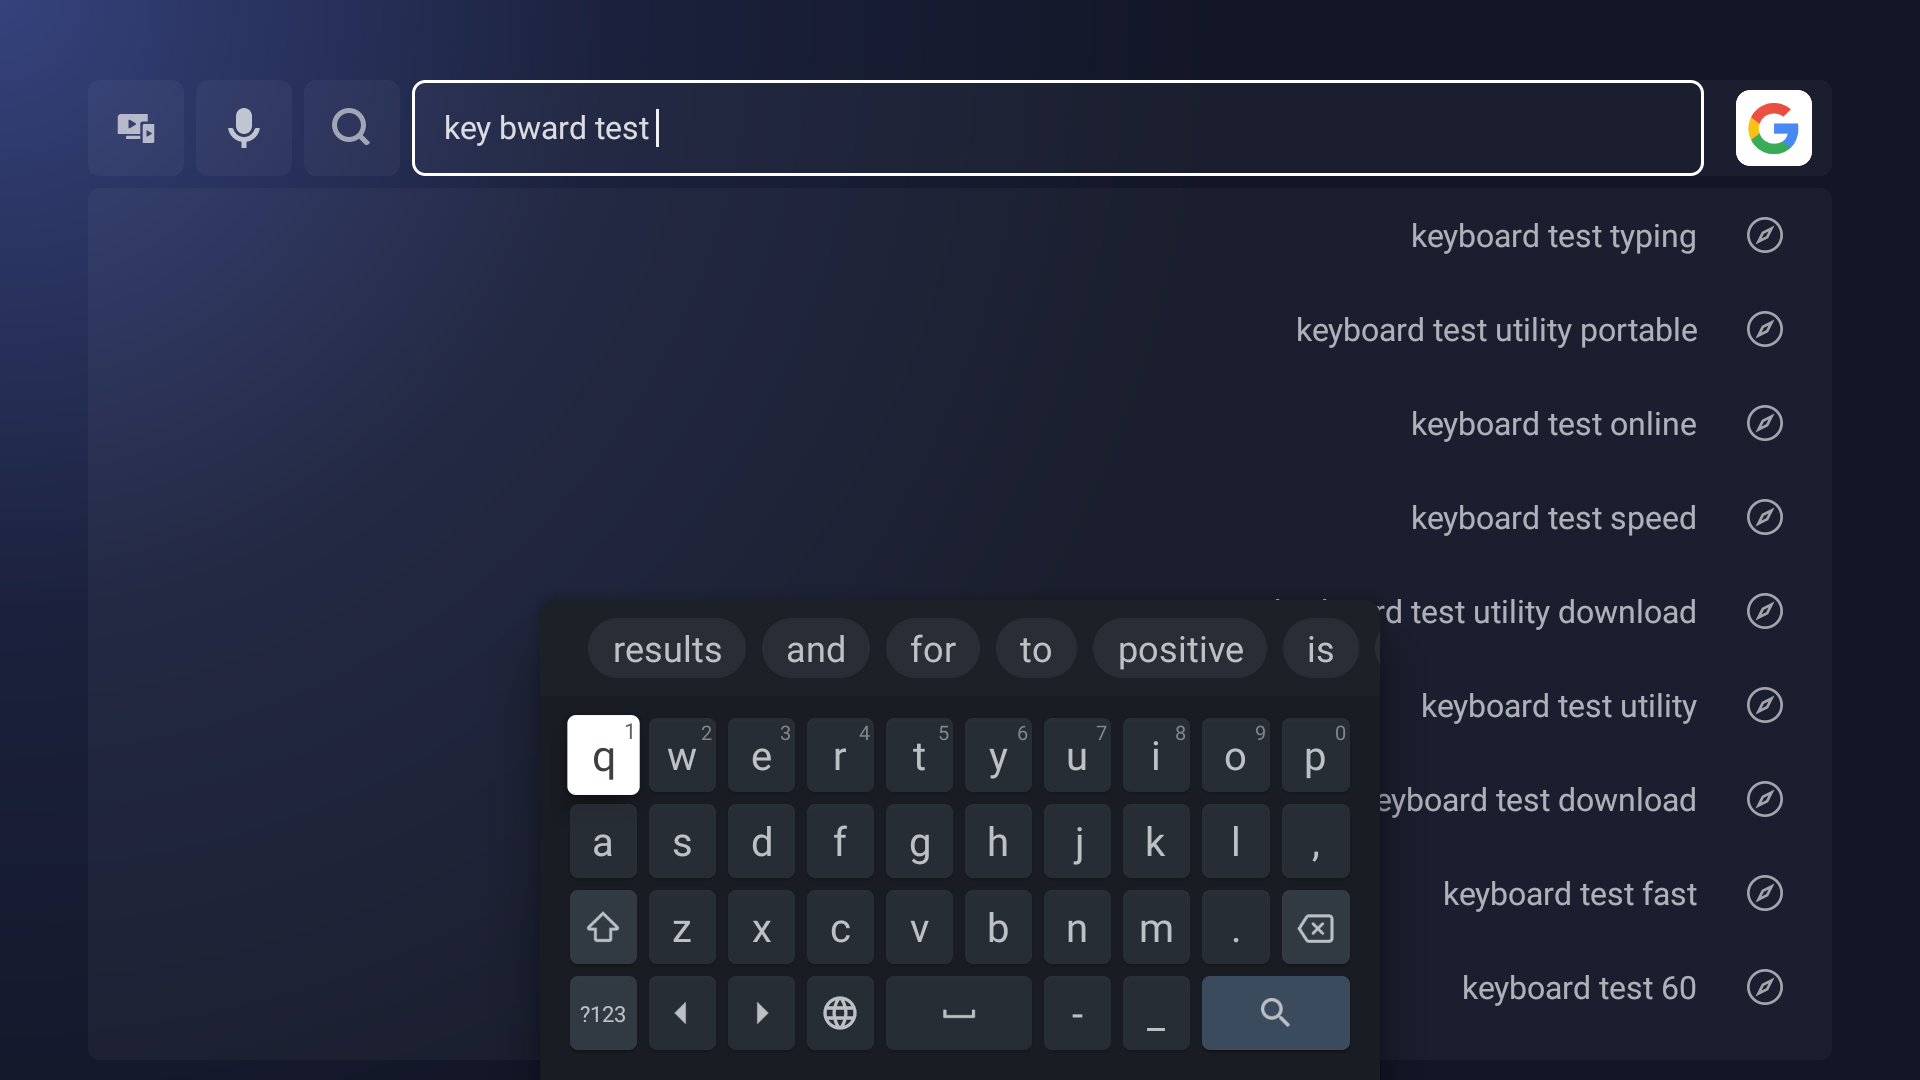 key bward test
keyboard test typing
keyboard test utility portable
keyboard test online
keyboard test speed
test utility download
keyboard test utility
test download
keyboard test fast
keyboard test 60
results and for to positive is
q 1 w 2 e 3 r 4 t 5 y 6 u 7 i 8 o 9 p 0
a s d f g h j k l ,
z x c v b n m .
?123 - _